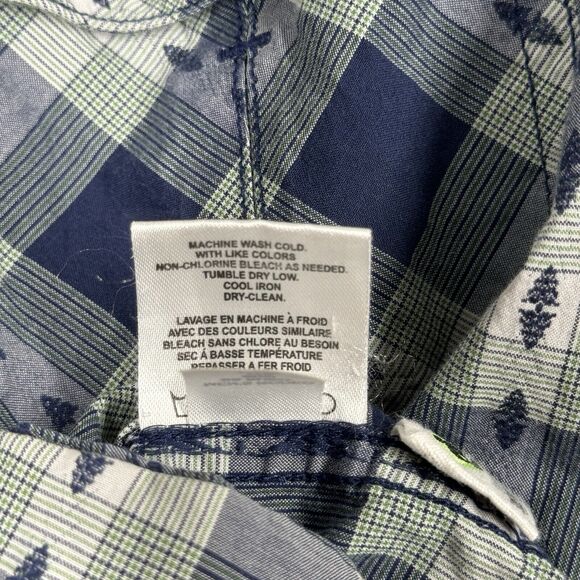 MACHINE WASH COLD.
WITH LIKE COLORS
NON-CHLORINE BLEACH AS NEEDED.
TUMBLE DRY LOW.
COOL IRON
DRY-CLEAN.
LAVAGE EN MACHINE À FROID
AVEC DES COULEURS SIMILAIRE
BLEACH SANS CHLORE AU BESOIN
SEC Á BASSE TEMPÉRATURE
REPASSER A FER FROID